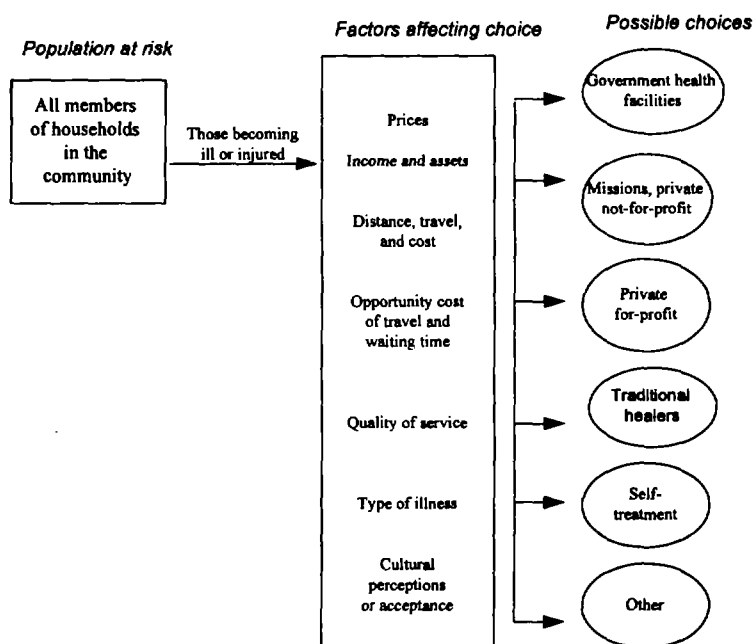 Population at risk
All members
of households
in the
community
Those becoming
ill or injured
Factors affecting choice
Prices
Income and assets
Distance, travel,
and cost
Opportunity cost
of travel and
waiting time
Quality of service
Type of illness
Cultural
perceptions
or acceptance
Possible choices
Government health
facilities
Missions, private
not-for-profit
Private
for-profit
Traditional
healers
Self-
treatment
Other